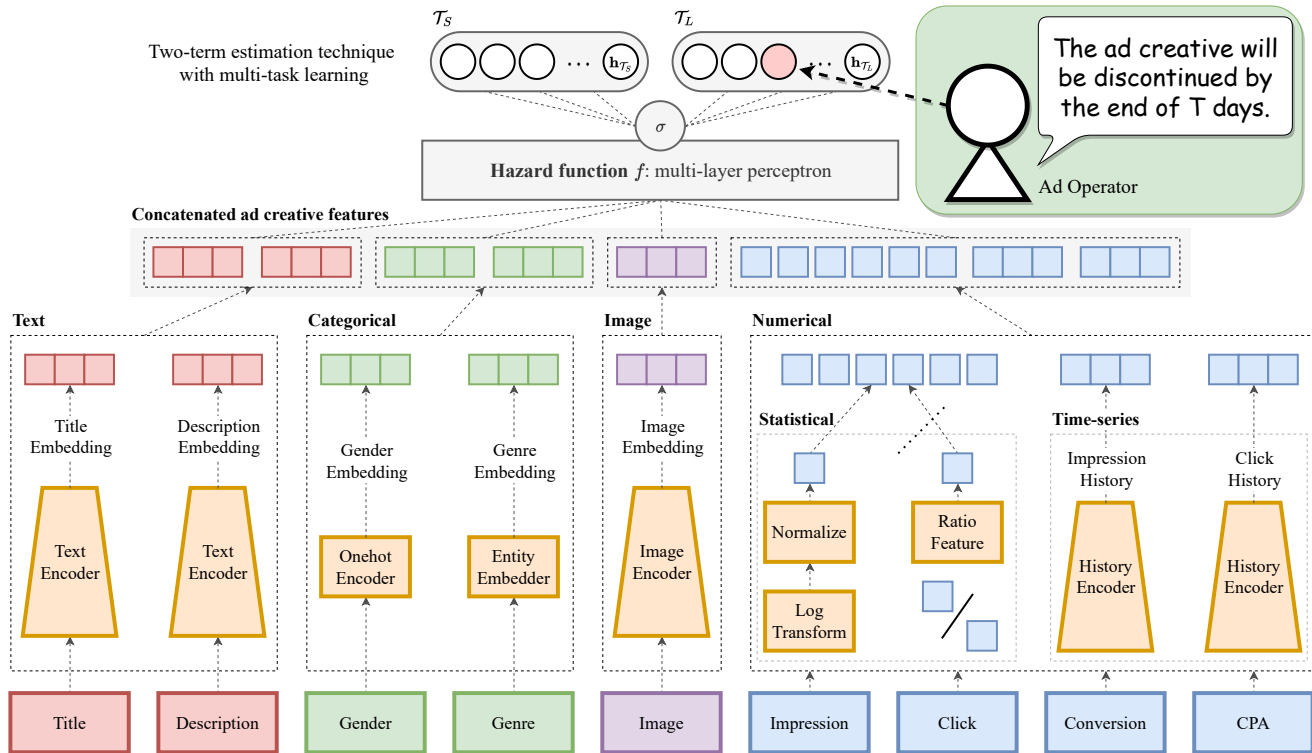 Two-term estimation technique
with multi-task learning
𝒯_S
h_𝒯_S
𝒯_L
h_𝒯_L
···
···
The ad creative will
be discontinued by
the end of T days.
Ad Operator
σ
Hazard function f: multi-layer perceptron
Concatenated ad creative features
Text
Categorical
Image
Numerical
Title
Embedding
Description
Embedding
Gender
Embedding
Genre
Embedding
Image
Embedding
Statistical
Time-series
Impression
History
Click
History
Text
Encoder
Text
Encoder
Onehot
Encoder
Entity
Embedder
Image
Encoder
Normalize
Log
Transform
Ratio
Feature
History
Encoder
History
Encoder
Title
Description
Gender
Genre
Image
Impression
Click
Conversion
CPA